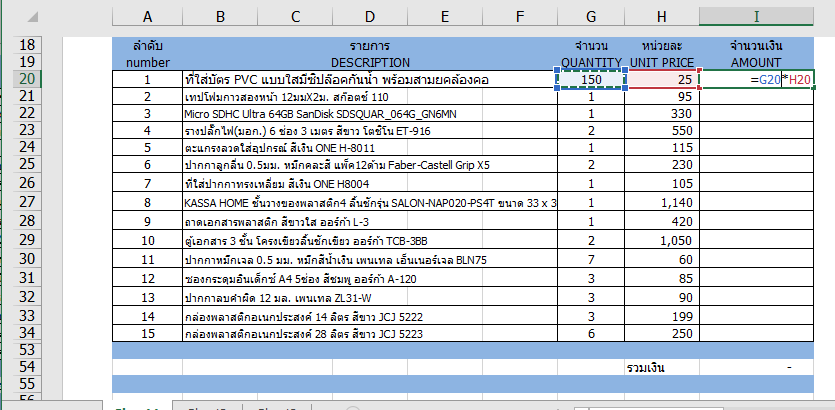 A B C D E F G H I
18 ลำดับ รายการ จำนวน หน่วยละ จำนวนเงิน
19 number DESCRIPTION QUANTITY UNIT PRICE AMOUNT
20 1 ที่ใส่บัตร PVC แบบใสมีซิปล๊อคกันน้ำ พร้อมสายคล้องคอ 150 25 =G20*H20
21 2 เทปโฟมกาวสองหน้า 12มมX2ม. สก๊อตช์ 110 1 95
22 3 Micro SDHC Ultra 64GB SanDisk SDSQUAR_064G_GN6MN 1 330
23 4 รางปลั๊กไฟ(มอก.) 6 ช่อง 3 เมตร สีขาว โตชิโน ET-916 2 550
24 5 ตะแกรงลวดใส่อุปกรณ์ สีเงิน ONE H-8011 1 115
25 6 ปากกาลูกลื่น 0.5มม. หมึกคละสี แพ็ค12ด้าม Faber-Castell Grip X5 2 230
26 7 ที่ใส่ปากกาทรงเหลี่ยม สีเงิน ONE H8004 1 105
27 8 KASSA HOME ชั้นวางของพลาสติก4 ลิ้นชักรุ่น SALON-NAP020-PS4T ขนาด 33 x 3 1 1,140
28 9 ถาดเอกสารพลาสติก สีขาวใส ออร์ก้า L-3 1 420
29 10 ตู้เอกสาร 3 ชั้น โครงเขียวลิ้นชักเขียว ออร์ก้า TCB-3BB 2 1,050
30 11 ปากกาหมึกเจล 0.5 มม. หมึกสีน้ำเงิน เพนเทล เอ็นเนอร์เจล BLN75 7 60
31 12 ซองกระดุมอินเด็กซ์ A4 5ช่อง สีชมพู ออร์ก้า A-120 3 85
32 13 ปากกาลบคำผิด 12 มล. เพนเทล ZL31-W 3 90
33 14 กล่องพลาสติกอเนกประสงค์ 14 ลิตร สีขาว JCJ 5222 3 199
34 15 กล่องพลาสติกอเนกประสงค์ 28 ลิตร สีขาว JCJ 5223 6 250
53
54 รวมเงิน -
55
56